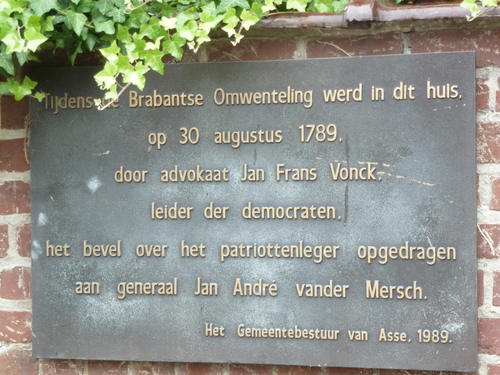 Tijdens de Brabantse Omwenteling werd in dit huis,
op 30 augustus 1789,
door advokaat Jan Frans Vonck,
leider der democraten,
het bevel over het patriottenleger opgedragen
aan generaal Jan André vander Mersch.
Het Gemeentebestuur van Asse, 1989.